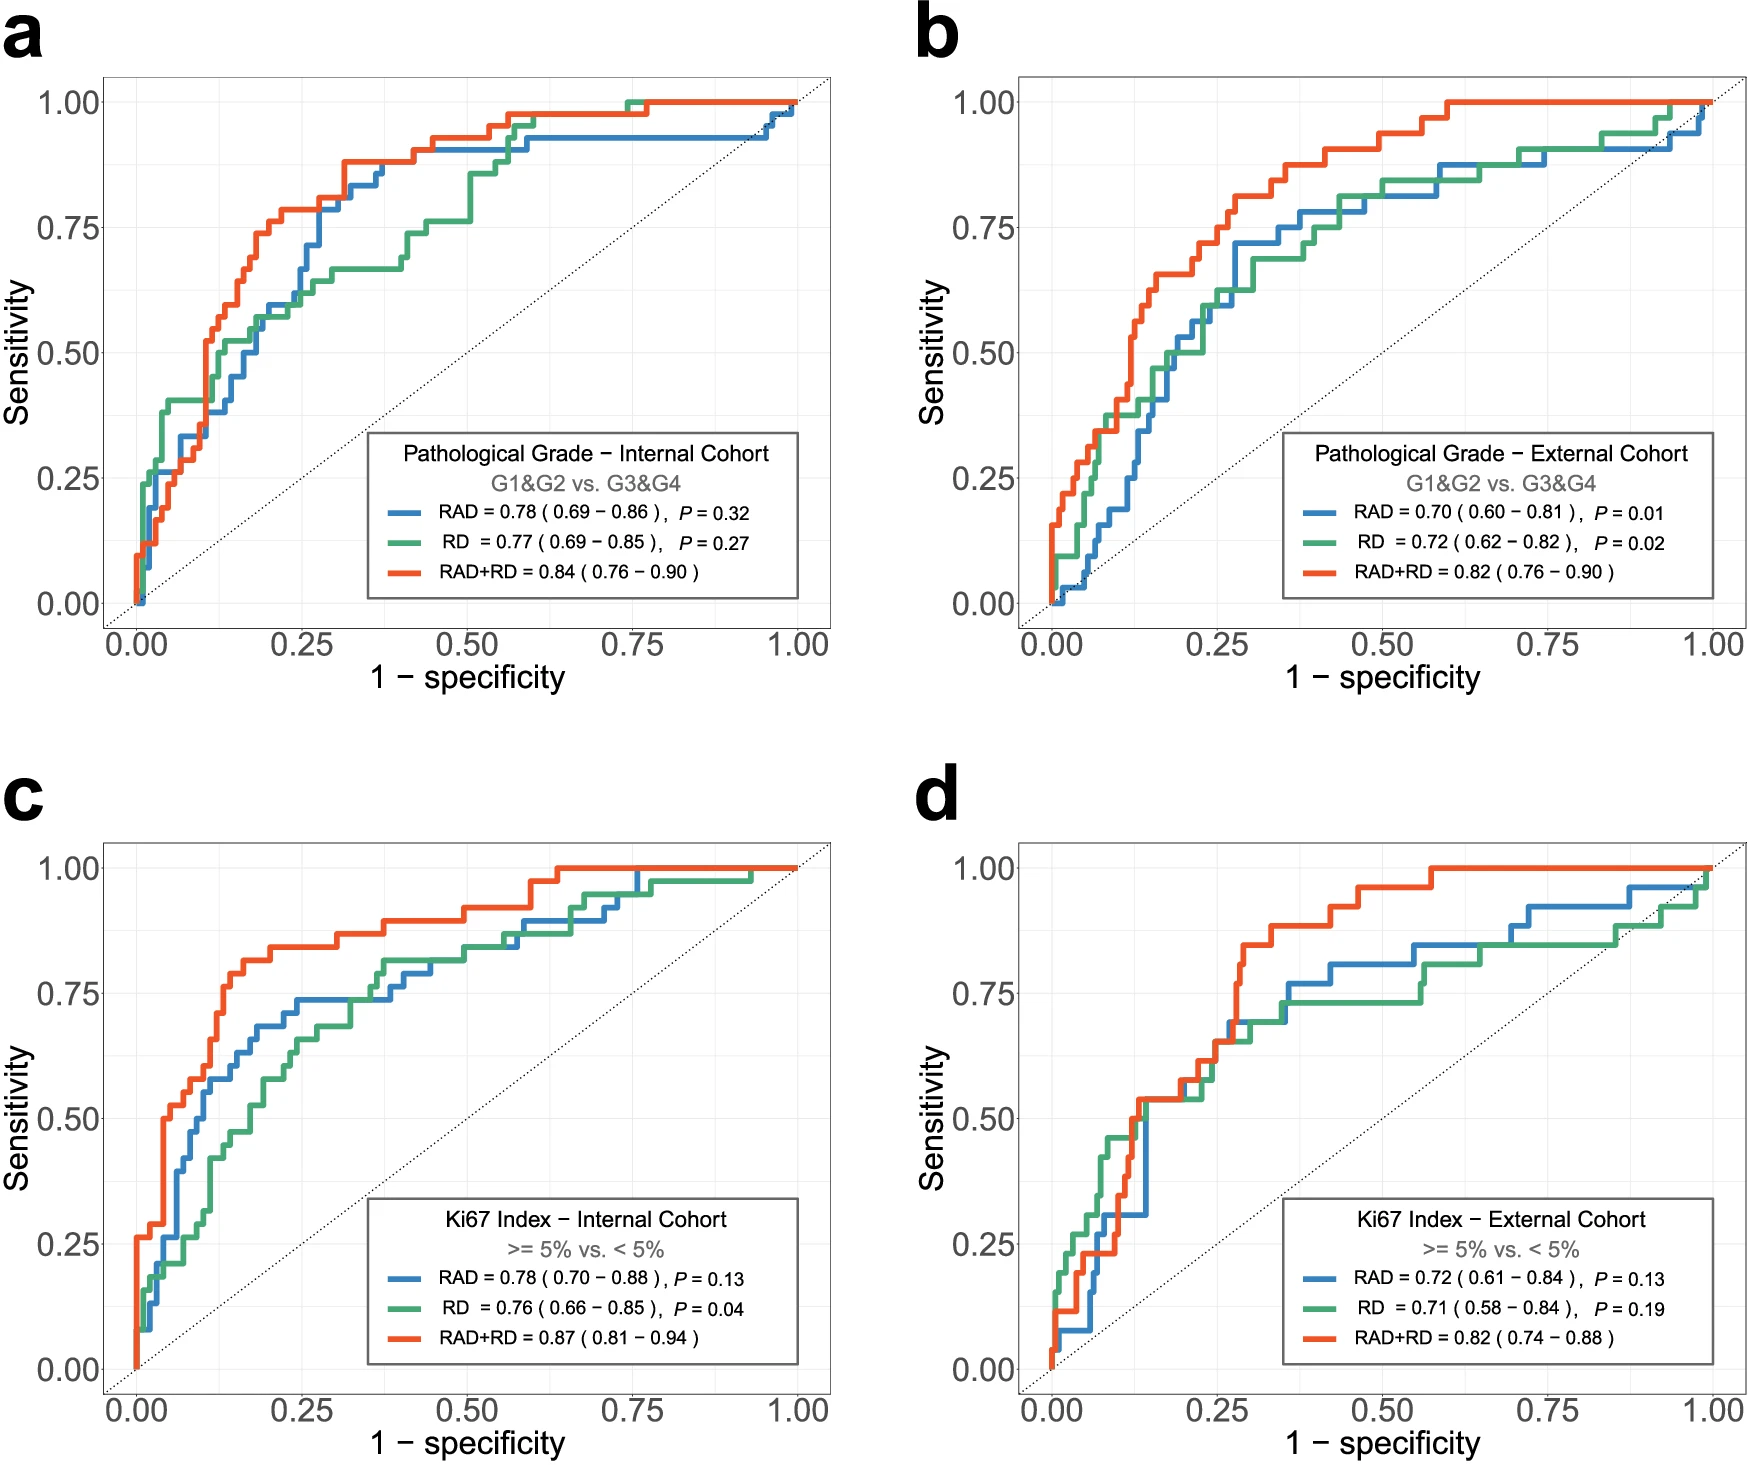 a
1.00
0.75
0.50
0.25
0.00
Sensitivity
0.00 0.25 0.50 0.75 1.00
1 − specificity
Pathological Grade − Internal Cohort
G1&G2 vs. G3&G4
RAD = 0.78 ( 0.69 − 0.86 ) , P = 0.32
RD = 0.77 ( 0.69 − 0.85 ) , P = 0.27
RAD+RD = 0.84 ( 0.76 − 0.90 )
b
1.00
0.75
0.50
0.25
0.00
Sensitivity
0.00 0.25 0.50 0.75 1.00
1 − specificity
Pathological Grade − External Cohort
G1&G2 vs. G3&G4
RAD = 0.70 ( 0.60 − 0.81 ) , P = 0.01
RD = 0.72 ( 0.62 − 0.82 ) , P = 0.02
RAD+RD = 0.82 ( 0.76 − 0.90 )
c
1.00
0.75
0.50
0.25
0.00
Sensitivity
0.00 0.25 0.50 0.75 1.00
1 − specificity
Ki67 Index − Internal Cohort
>= 5% vs. < 5%
RAD = 0.78 ( 0.70 − 0.88 ) , P = 0.13
RD = 0.76 ( 0.66 − 0.85 ) , P = 0.04
RAD+RD = 0.87 ( 0.81 − 0.94 )
d
1.00
0.75
0.50
0.25
0.00
Sensitivity
0.00 0.25 0.50 0.75 1.00
1 − specificity
Ki67 Index − External Cohort
>= 5% vs. < 5%
RAD = 0.72 ( 0.61 − 0.84 ) , P = 0.13
RD = 0.71 ( 0.58 − 0.84 ) , P = 0.19
RAD+RD = 0.82 ( 0.74 − 0.88 )